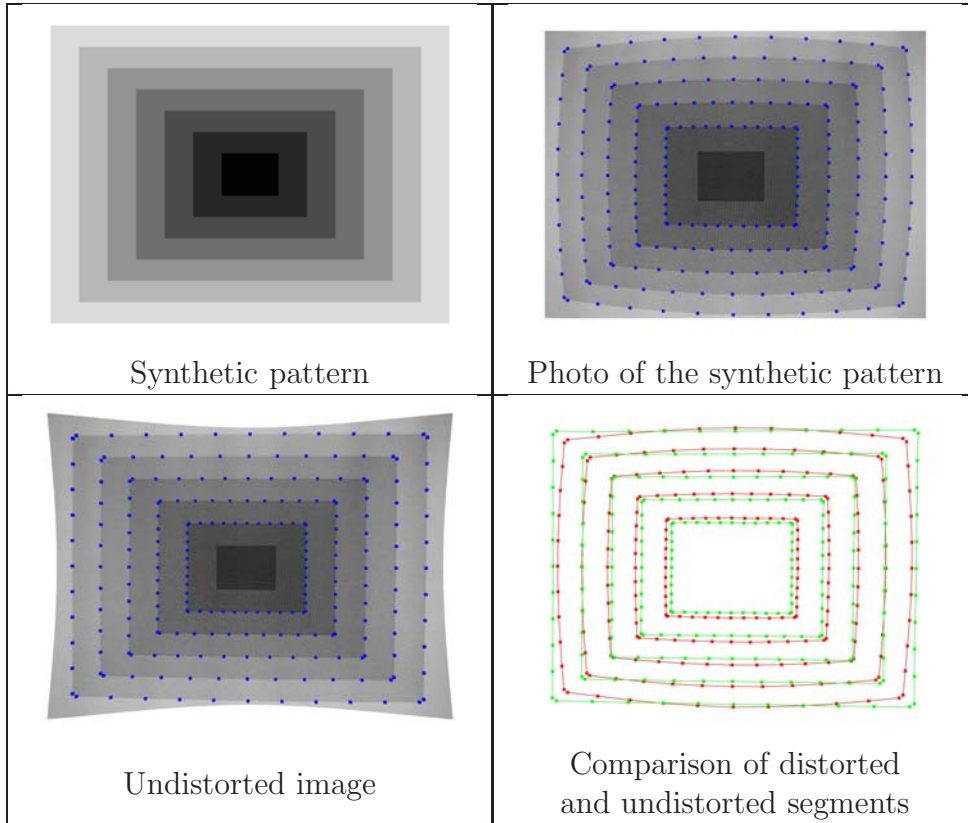 Synthetic pattern
Photo of the synthetic pattern
Undistorted image
Comparison of distorted
and undistorted segments